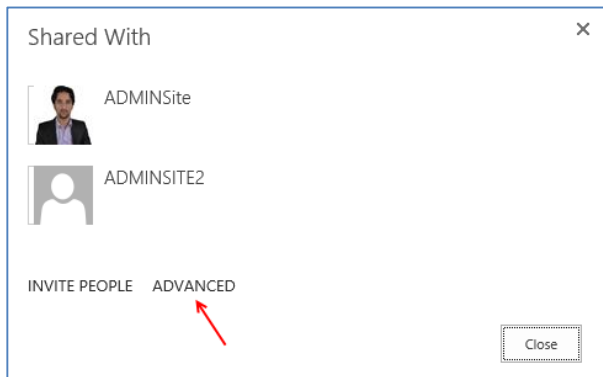 Shared With
ADMINSite
ADMINSITE2
INVITE PEOPLE ADVANCED
Close